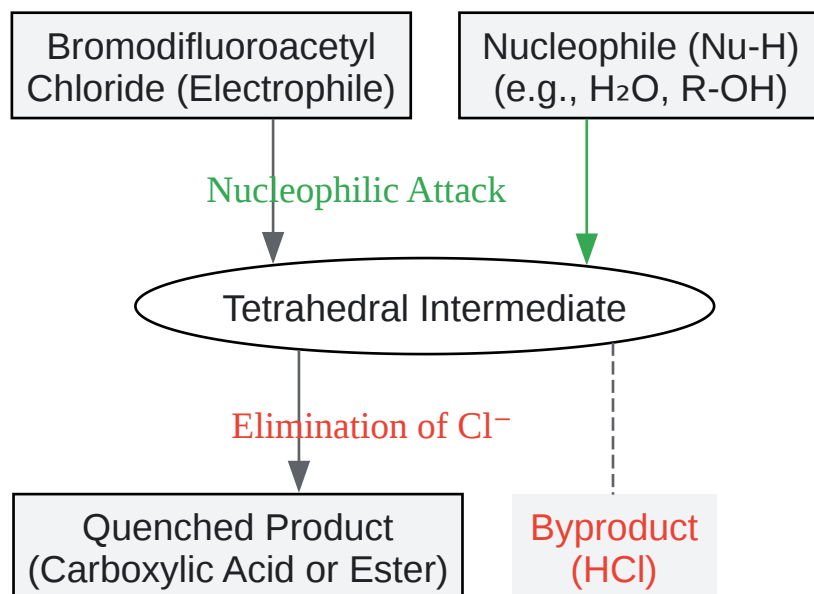 Bromodifluoroacetyl
Chloride (Electrophile)
Nucleophile (Nu-H)
(e.g., H₂O, R-OH)
Nucleophilic Attack
Tetrahedral Intermediate
Elimination of Cl⁻
Quenched Product
(Carboxylic Acid or Ester)
Byproduct
(HCl)